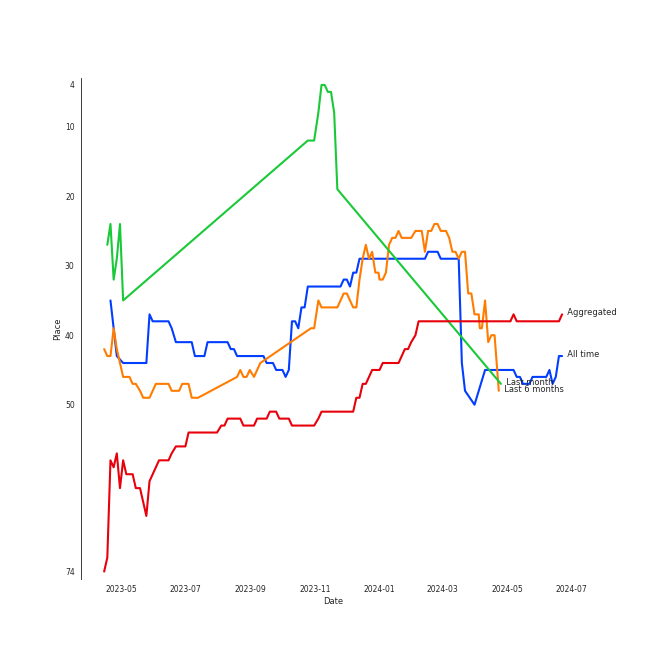 4
10
20
30
40
50
74
Place
2023-05
2023-07
2023-09
2023-11
2024-01
2024-03
2024-05
2024-07
Date
Aggregated
All time
Last month
Last 6 months